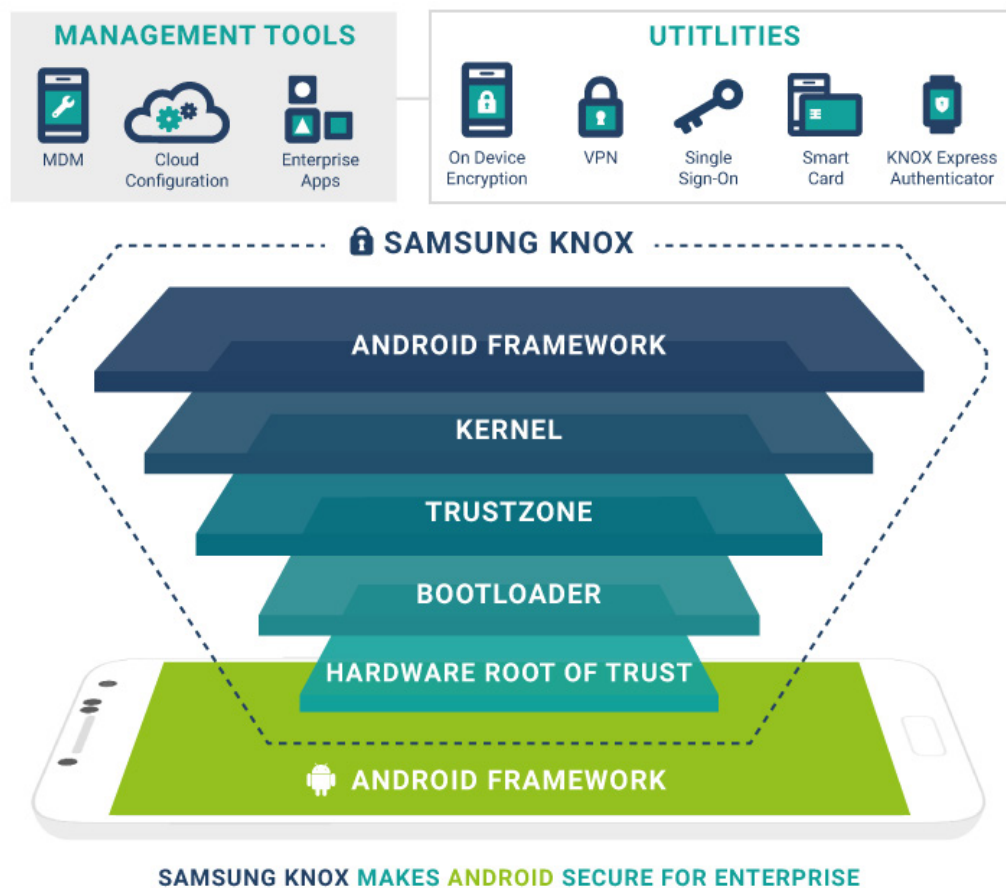 MANAGEMENT TOOLS
MDM
Cloud
Configuration
Enterprise
Apps
UTITLITIES
On Device
Encryption
VPN
Single
Sign-On
Smart
Card
KNOX Express
Authenticator
SAMSUNG KNOX
ANDROID FRAMEWORK
KERNEL
TRUSTZONE
BOOTLOADER
HARDWARE ROOT OF TRUST
ANDROID FRAMEWORK
SAMSUNG KNOX MAKES ANDROID SECURE FOR ENTERPRISE